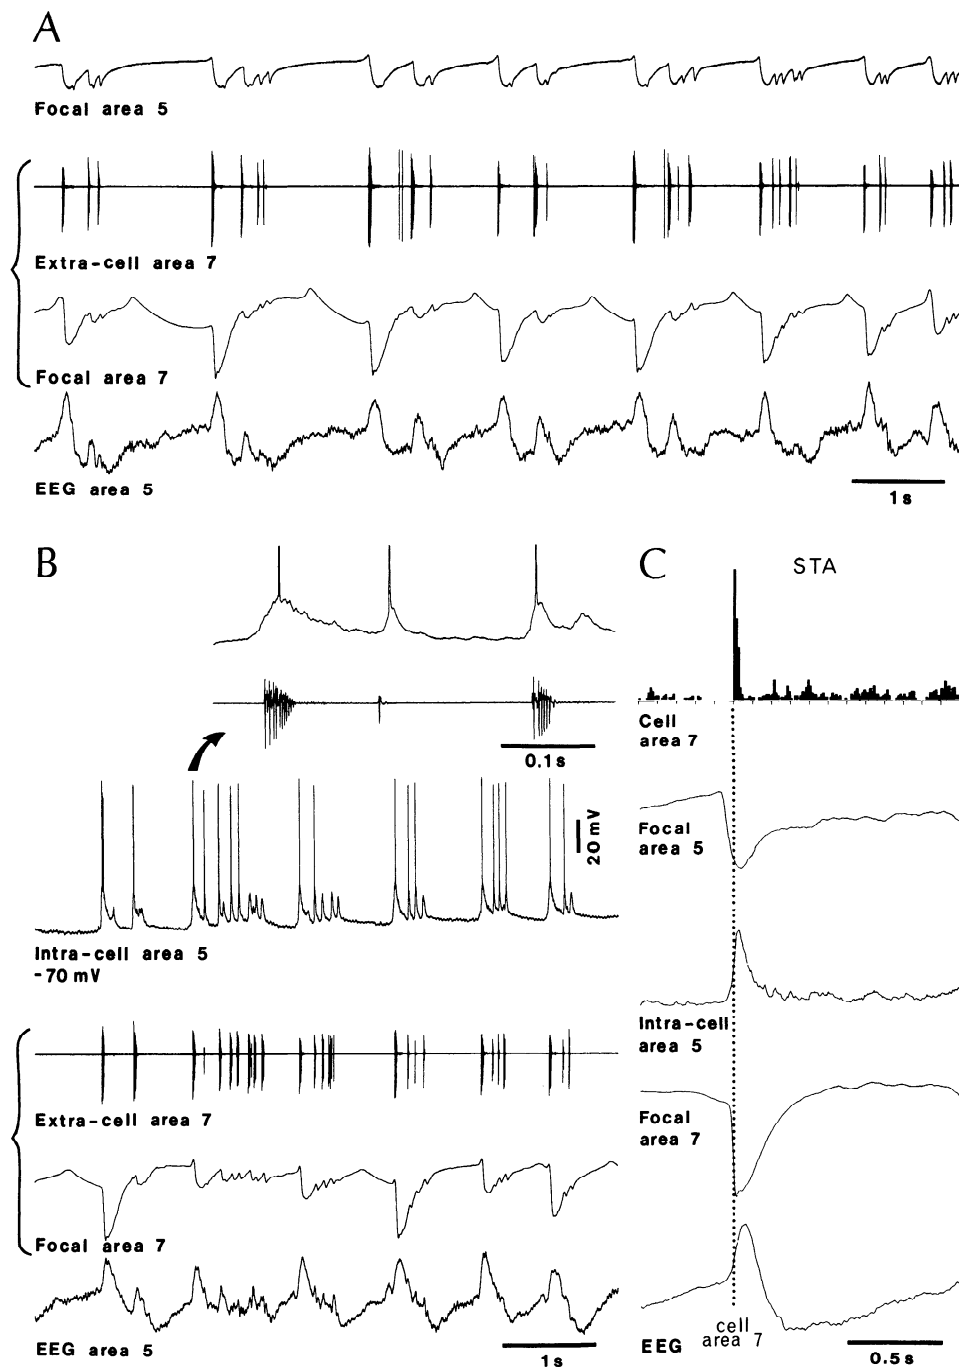 A
Focal area 5
Extra-cell area 7
Focal area 7
EEG area 5
1s
B
0.1s
20 mV
Intra-cell area 5
-70 mV
Extra-cell area 7
Focal area 7
EEG area 5
1s
C
STA
Cell
area 7
Focal
area 5
Intra-cell
area 5
Focal
area 7
EEG
cell
area 7
0.5s